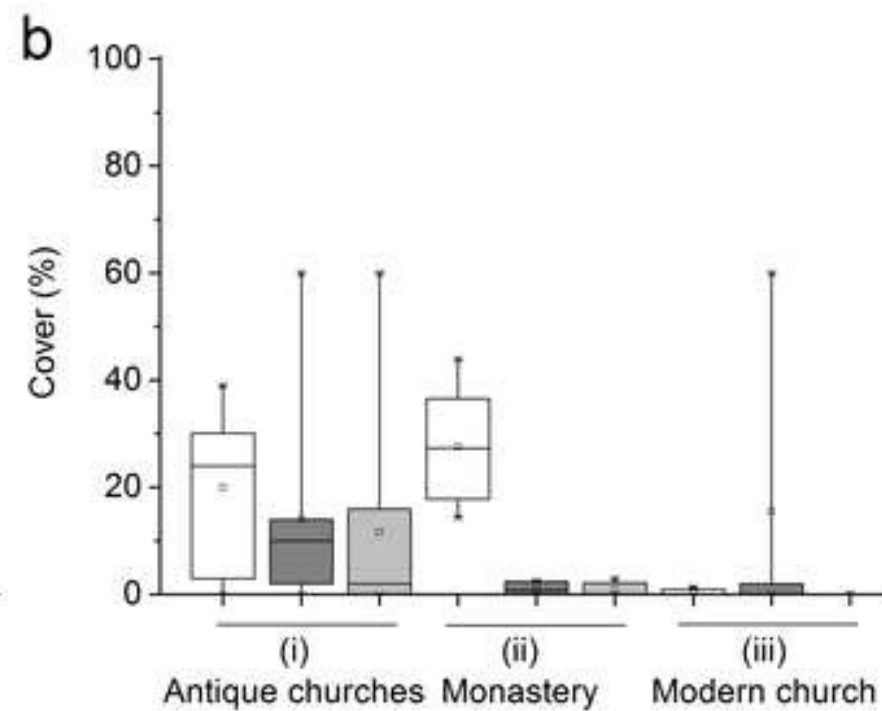 b
100
80
60
40
20
0
Cover (%)
(i) (ii) (iii)
Antique churches Monastery Modern church